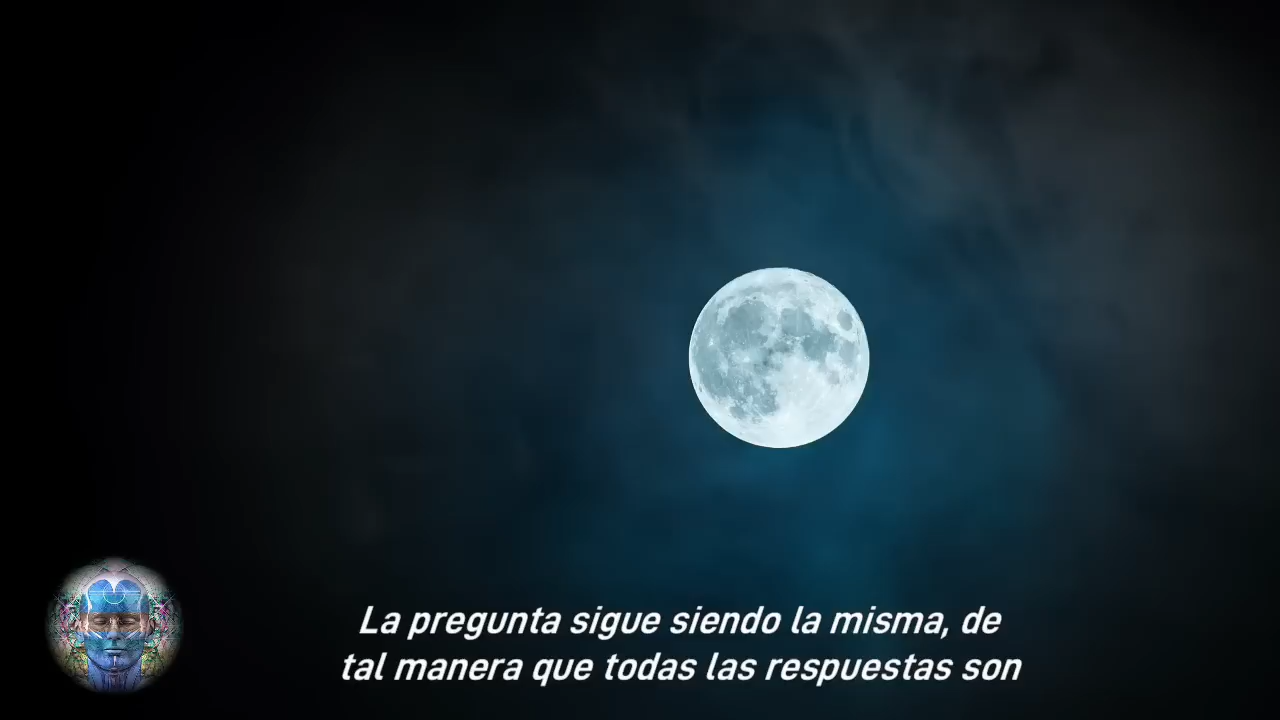 La pregunta sigue siendo la misma, de
tal manera que todas las respuestas son